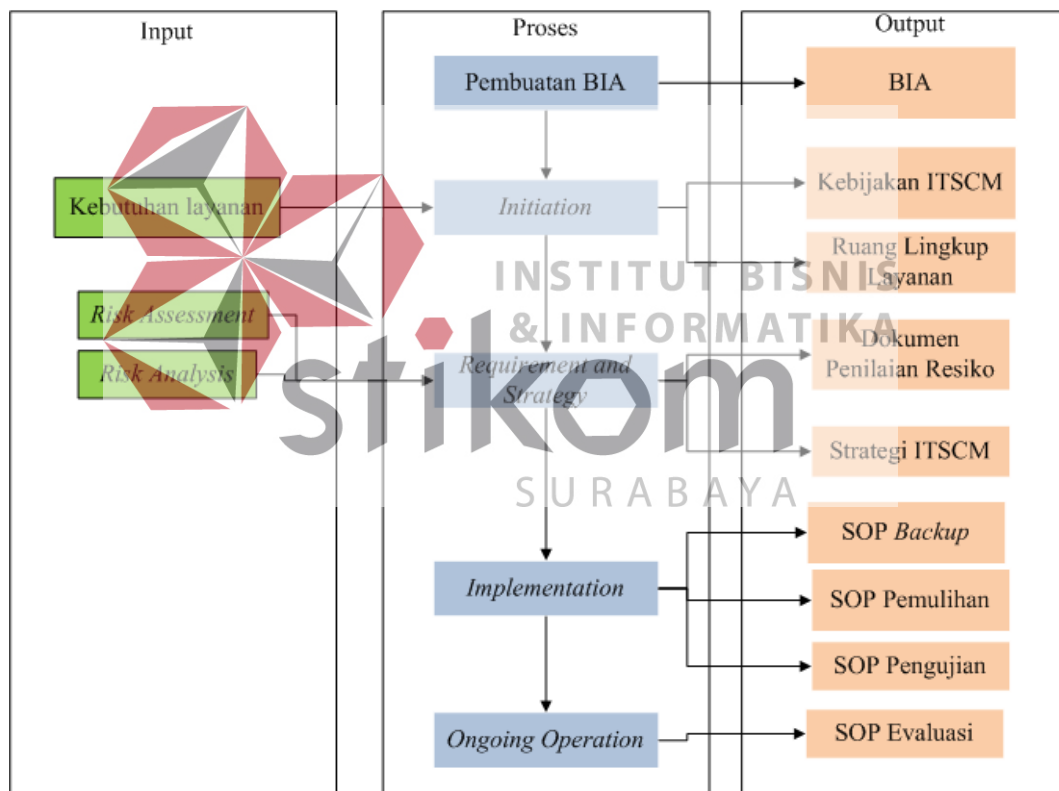 Input
Kebutuhan layanan
Risk Assessment
Risk Analysis
Proses
Pembuatan BIA
Initiation
Requirement and
Strategy
Implementation
Ongoing Operation
Output
BIA
Kebijakan ITSCM
Ruang Lingkup
Layanan
Dokumen
Penilaian Resiko
Strategi ITSCM
SOP Backup
SOP Pemulihan
SOP Pengujian
SOP Evaluasi
INSTITUT BISNIS
& INFORMATIKA
stikom
SURABAYA